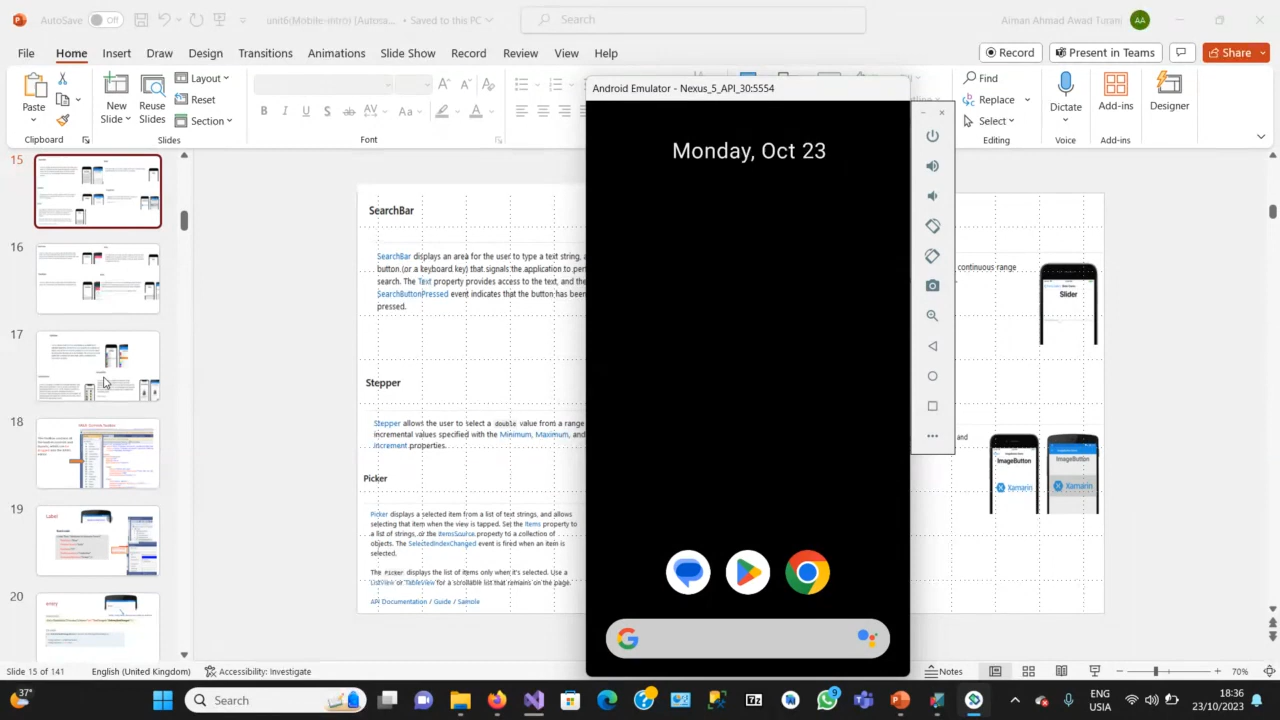 AutoSave
Off
unit6(Mobile-intro) [Autosa... • Saved to this PC
Search
Aiman Ahmad Awad Turani
AA
File
Home
Insert
Draw
Design
Transitions
Animations
Slide Show
Record
Review
View
Help
Record
Present in Teams
Share
Paste
New
Slide
Reuse
Slides
Layout
Reset
Section
Find
Replace
Select
Dictate
Add-ins
Designer
Clipboard
Slides
Font
Editing
Voice
Add-ins
Android Emulator - Nexus_5_API_30:5554
Monday, Oct 23
15
16
17
18
19
Label
20
entry
SearchBar
SearchBar displays an area for the user to type a text string, a
button (or a keyboard key) that signals the application to per
search. The Text property provides access to the text, and the
SearchButtonPressed event indicates that the button has bee
pressed.
continuous range
Slider
Stepper
Stepper allows the user to select a double value from a range
incremental values specified with the Minimum, Maximum, and
Increment properties.
and
ImageButton
Xamarin
ImageButton
Xamarin
Picker
Picker displays a selected item from a list of text strings, and allows
selecting that item when the view is tapped. Set the Items property to
a list of strings, or the ItemsSource property to a collection of
objects. The SelectedIndexChanged event is fired when an item is
selected.
The Picker displays the list of items only when it's selected. Use a
ListView or TableView for a scrollable list that remains on the page.
API Documentation / Guide / Sample
Slide 15 of 141
English (United Kingdom)
Accessibility: Investigate
Notes
70%
37°
Search
9
ENG
USIA
18:36
23/10/2023